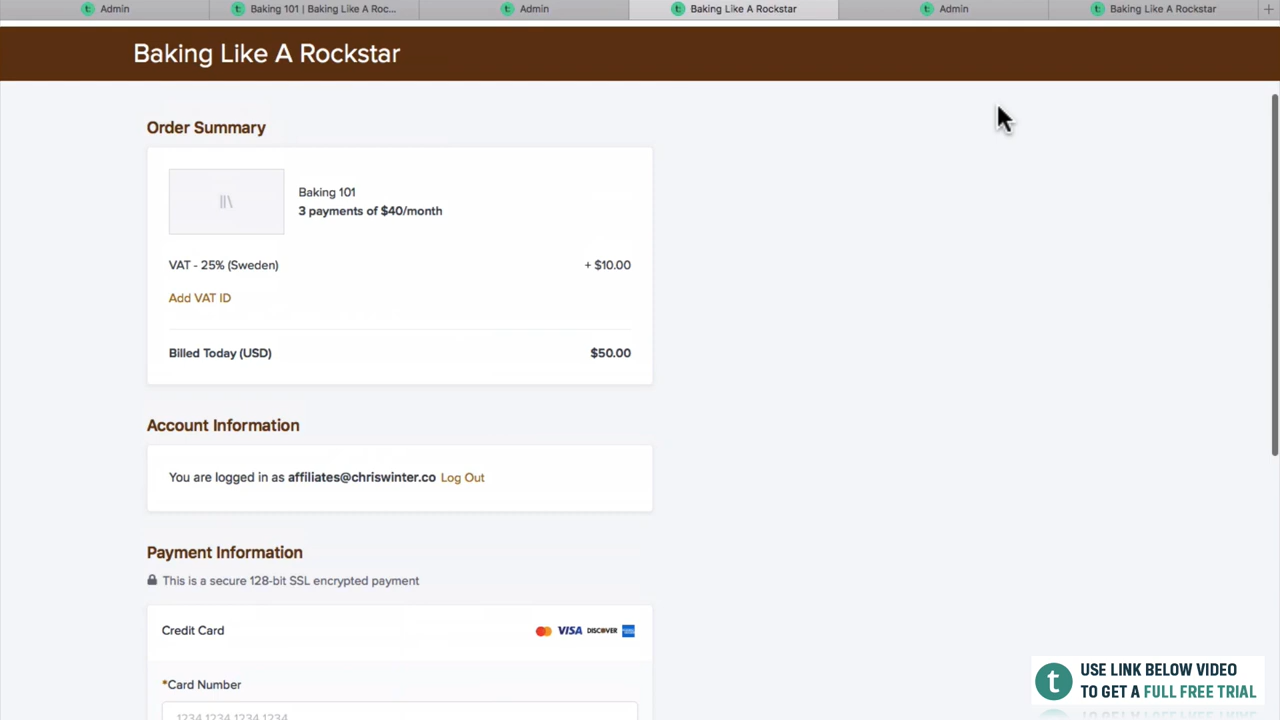 Admin
Baking 101 | Baking Like A Roc...
Admin
Baking Like A Rockstar
Admin
Baking Like A Rockstar
Baking Like A Rockstar
Order Summary
Baking 101
3 payments of $40/month
VAT - 25% (Sweden)
+ $10.00
Add VAT ID
Billed Today (USD)
$50.00
Account Information
You are logged in as affiliates@chriswinter.co Log Out
Payment Information
This is a secure 128-bit SSL encrypted payment
Credit Card
VISA DISCOVER
*Card Number
1234 1234 1234 1234
t
USE LINK BELOW VIDEO
TO GET A FULL FREE TRIAL